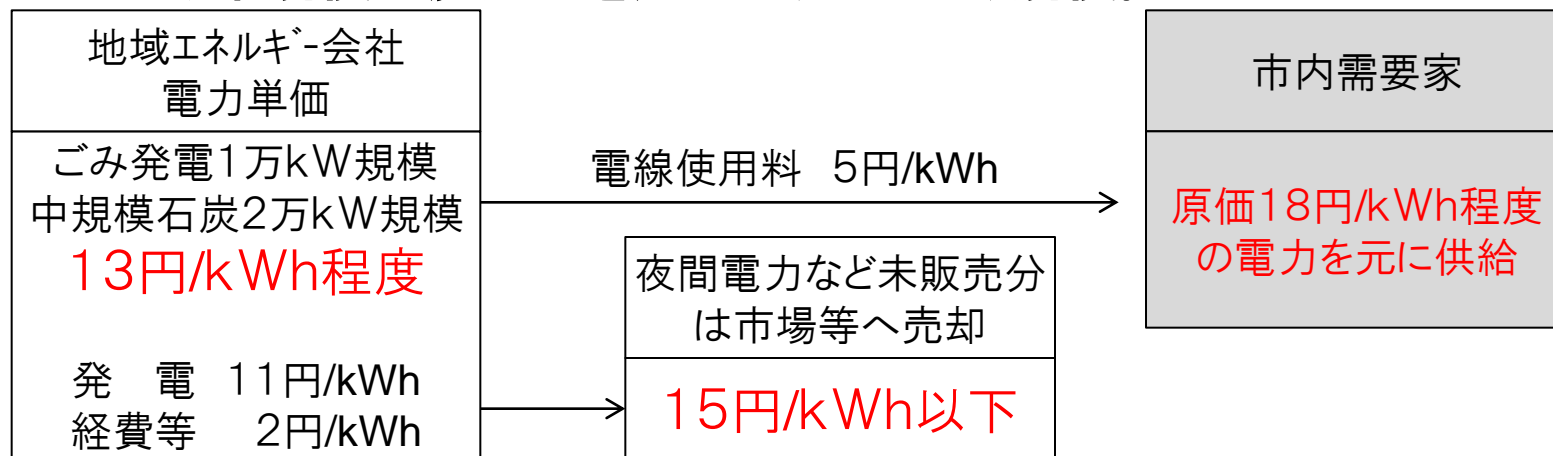 地域エネルギー会社
電力単価
ごみ発電1万kW規模
中規模石炭2万kW規模
13円/kWh程度
発　電　11円/kWh
経費等　2円/kWh
電線使用料　5円/kWh
夜間電力など未販売分
は市場等へ売却
15円/kWh以下
市内需要家
原価18円/kWh程度
の電力を元に供給